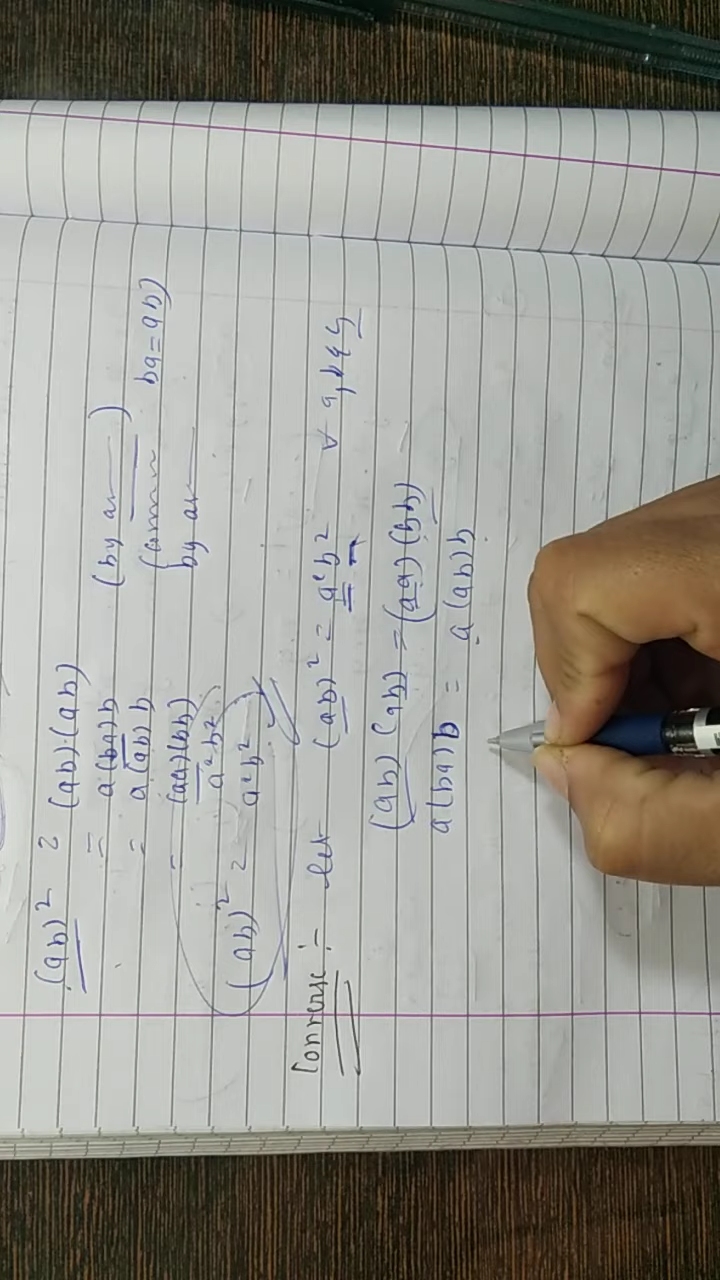 (ab)² = (ab)·(ab)
= a(ba)b (by as)
= a(ab)b ba=ab)
= (aa)(bb) by as
a²b²
(ab)² = a²b²
Converse :- let (ab)² = a²b² ∀ a,b∈G
(ab)(ab) = (aa)(bb)
a(ba)b = a(ab)b